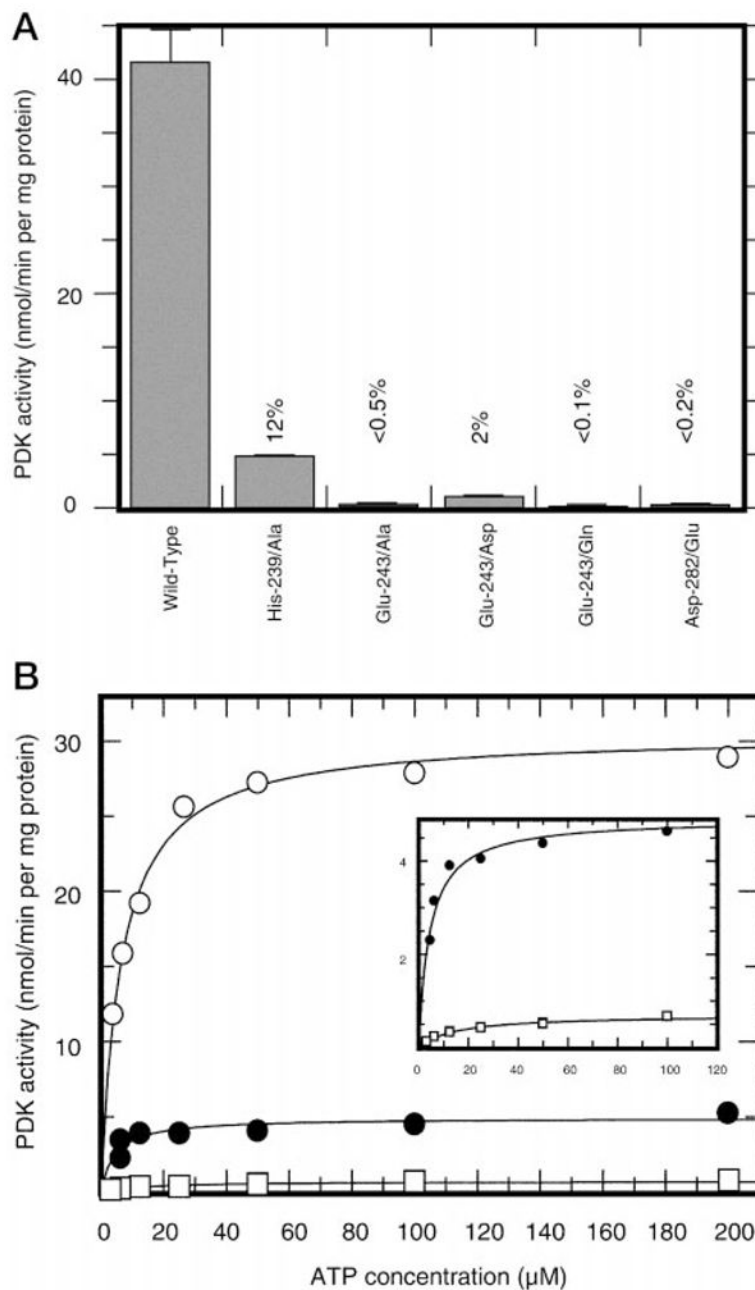 A
PDK activity (nmol/min per mg protein)
40
20
0
12%
<0.5%
2%
<0.1%
<0.2%
Wild-Type
His-239/Ala
Glu-243/Ala
Glu-243/Asp
Glu-243/Gln
Asp-282/Glu
B
PDK activity (nmol/min per mg protein)
30
20
10
4
2
0 20 40 60 80 100 120
0 20 40 60 80 100 120 140 160 180 200
ATP concentration (µM)